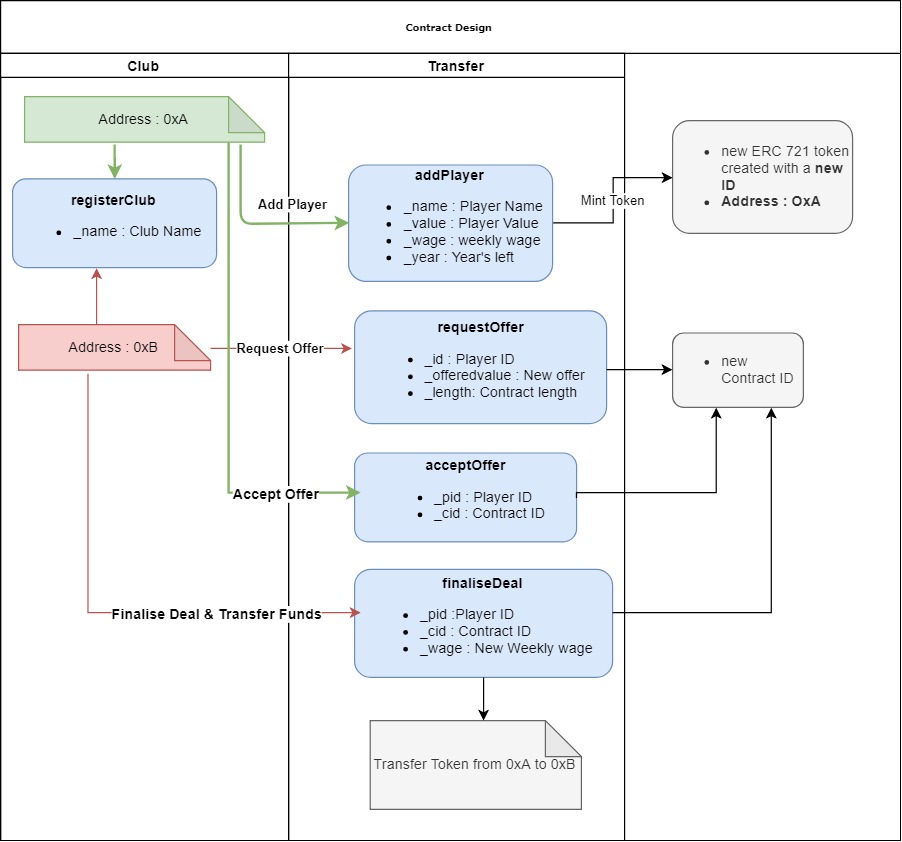 Contract Design
Club
Transfer
Address : 0xA
registerClub
• _name : Club Name
Address : 0xB
Add Player
addPlayer
• _name : Player Name
• _value : Player Value
• _wage : weekly wage
• _year : Year's left
Mint Token
• new ERC 721 token
created with a new
ID
• Address : OxA
Request Offer
requestOffer
• _id : Player ID
• _offeredvalue : New offer
• _length: Contract length
• new
Contract ID
Accept Offer
acceptOffer
• _pid : Player ID
• _cid : Contract ID
Finalise Deal & Transfer Funds
finaliseDeal
• _pid :Player ID
• _cid : Contract ID
• _wage : New Weekly wage
Transfer Token from 0xA to 0xB